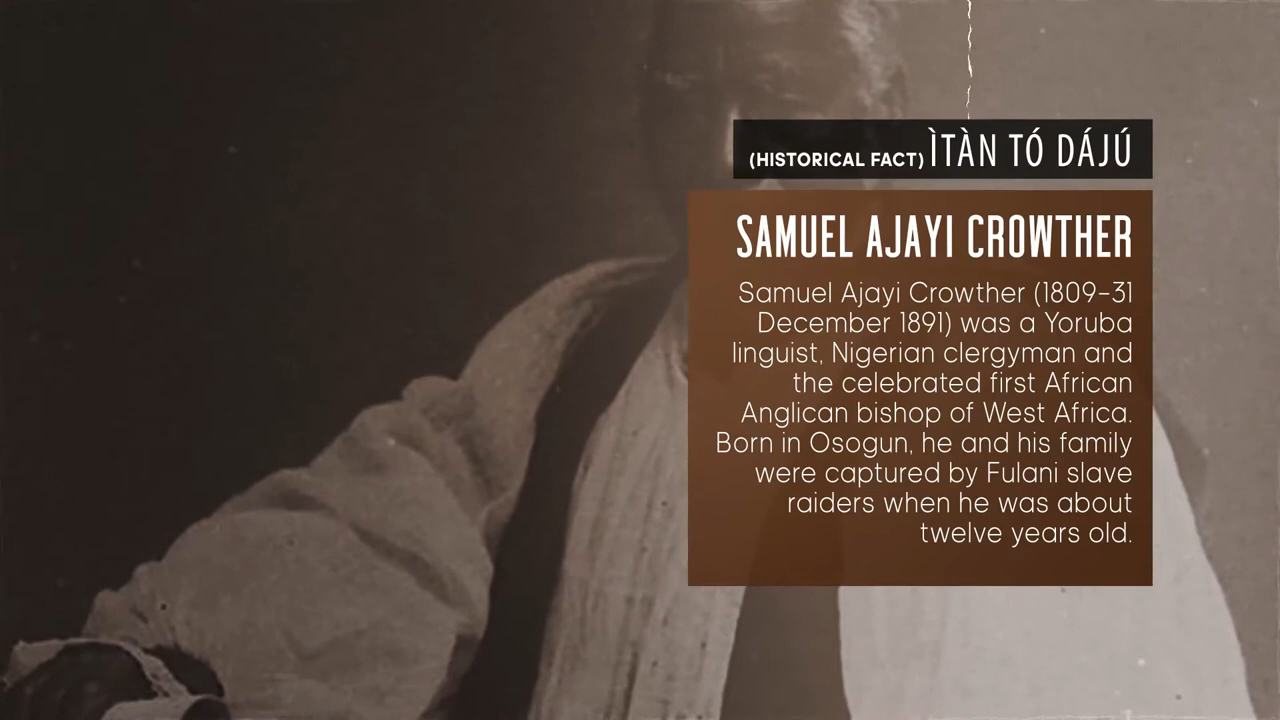 (HISTORICAL FACT) ÌTÀN TÓ DÁJÚ
SAMUEL AJAYI CROWTHER
Samuel Ajayi Crowther (1809–31
December 1891) was a Yoruba
linguist, Nigerian clergyman and
the celebrated first African
Anglican bishop of West Africa.
Born in Osogun, he and his family
were captured by Fulani slave
raiders when he was about
twelve years old.